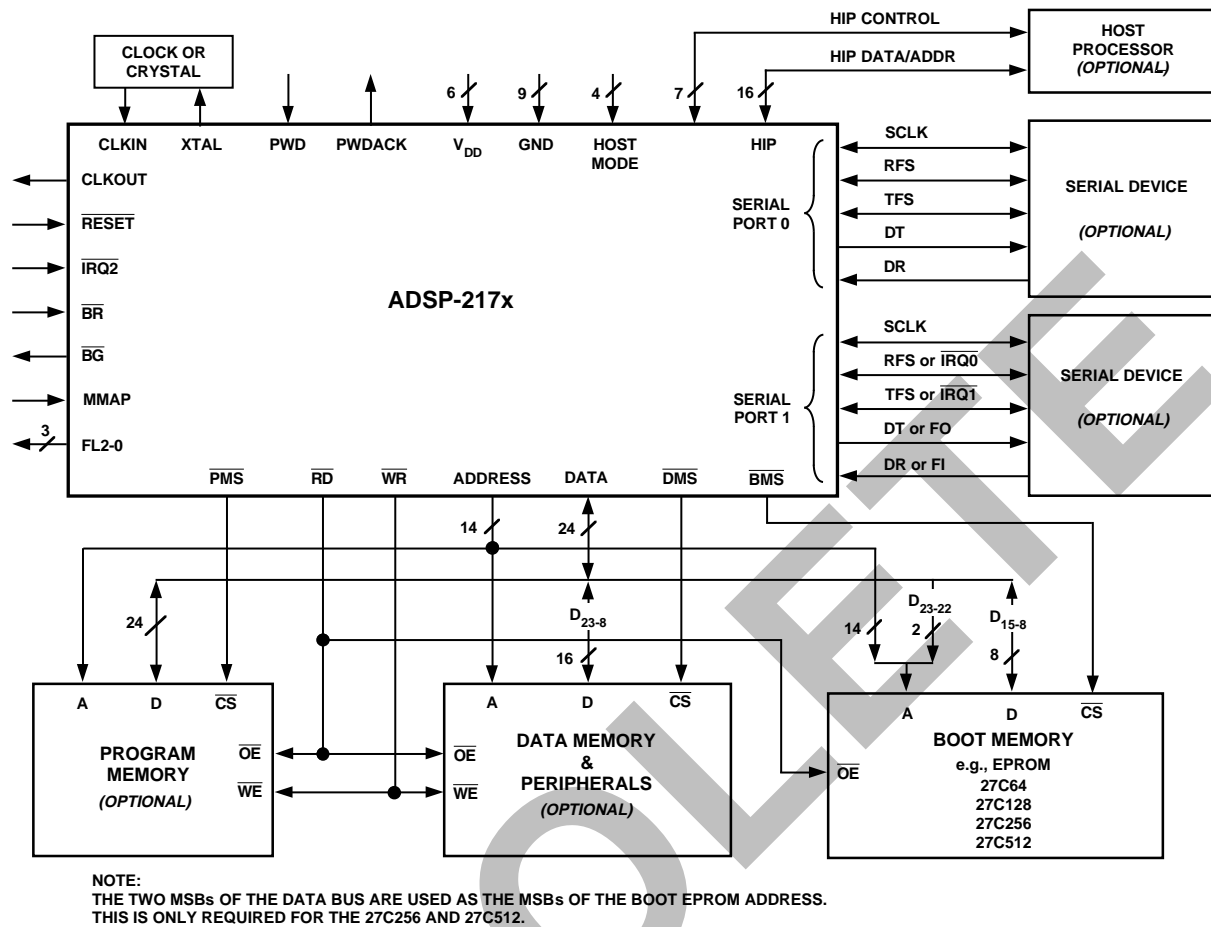 HIP CONTROL
HOST
PROCESSOR
(OPTIONAL)
CLOCK OR
CRYSTAL
HIP DATA/ADDR
6
9
4
7
16
CLKIN
XTAL
PWD
PWDACK
VDD
GND
HOST
MODE
HIP
CLKOUT
RESET
IRQ2
BR
BG
MMAP
3
FL2-0
ADSP-217x
SERIAL
PORT 0
SCLK
RFS
TFS
DT
DR
SERIAL DEVICE
(OPTIONAL)
SERIAL
PORT 1
SCLK
RFS or IRQ0
TFS or IRQ1
DT or FO
DR or FI
SERIAL DEVICE
(OPTIONAL)
PMS
RD
WR
ADDRESS
DATA
DMS
BMS
14
24
24
D23-8
16
14
D23-22
2
D15-8
8
A
D
CS
PROGRAM
MEMORY
(OPTIONAL)
OE
WE
A
D
CS
OE
WE
DATA MEMORY
&
PERIPHERALS
(OPTIONAL)
A
D
CS
OE
BOOT MEMORY
e.g., EPROM
27C64
27C128
27C256
27C512
NOTE:
THE TWO MSBs OF THE DATA BUS ARE USED AS THE MSBs OF THE BOOT EPROM ADDRESS.
THIS IS ONLY REQUIRED FOR THE 27C256 AND 27C512.
OLETE